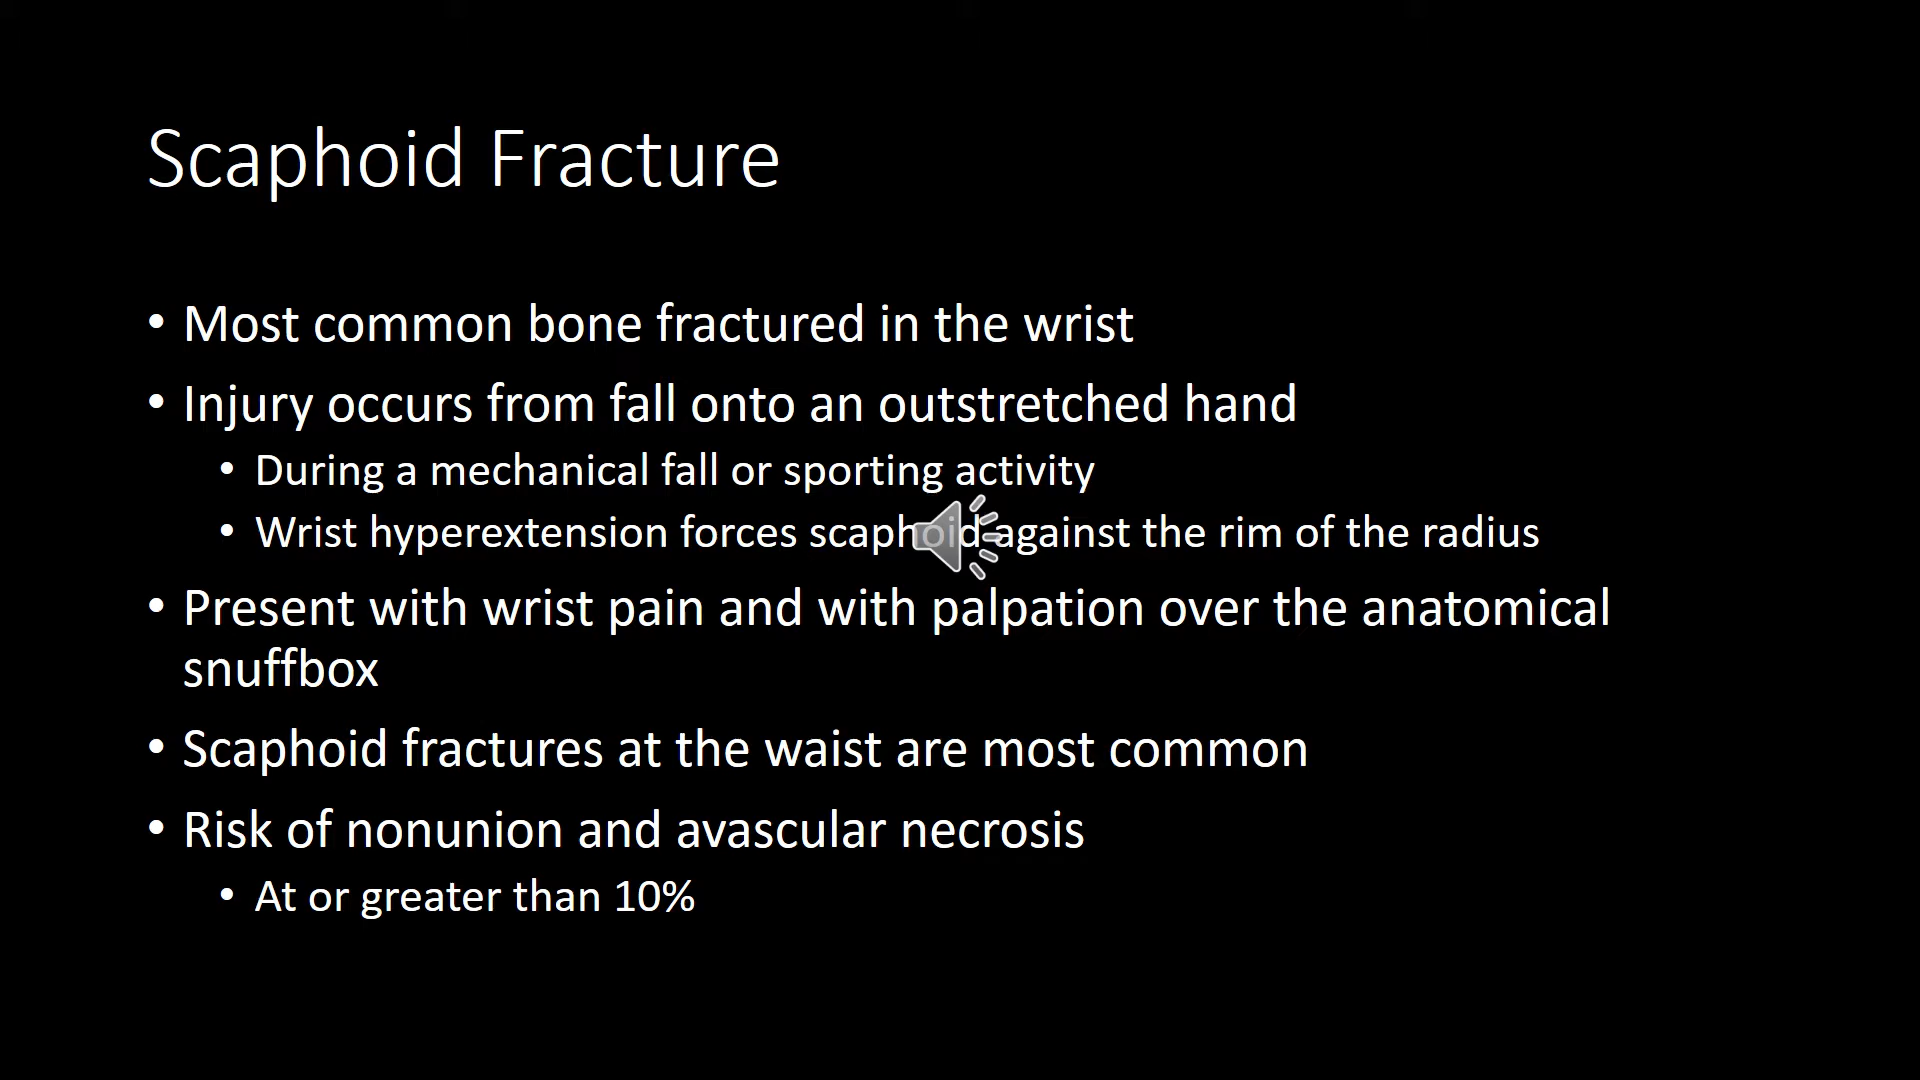 Scaphoid Fracture
• Most common bone fractured in the wrist
• Injury occurs from fall onto an outstretched hand
• During a mechanical fall or sporting activity
• Wrist hyperextension forces scaphoid against the rim of the radius
• Present with wrist pain and with palpation over the anatomical
snuffbox
• Scaphoid fractures at the waist are most common
• Risk of nonunion and avascular necrosis
• At or greater than 10%